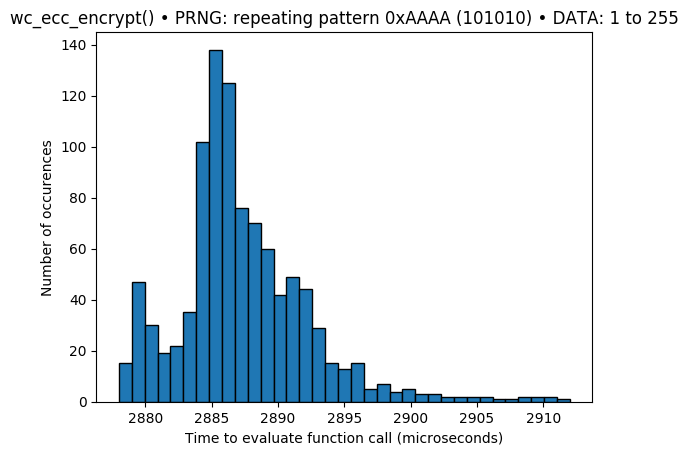 wc_ecc_encrypt() • PRNG: repeating pattern 0xAAAA (101010) • DATA: 1 to 255
140
120
100
80
60
40
20
0
Number of occurences
2880 2885 2890 2895 2900 2905 2910
Time to evaluate function call (microseconds)